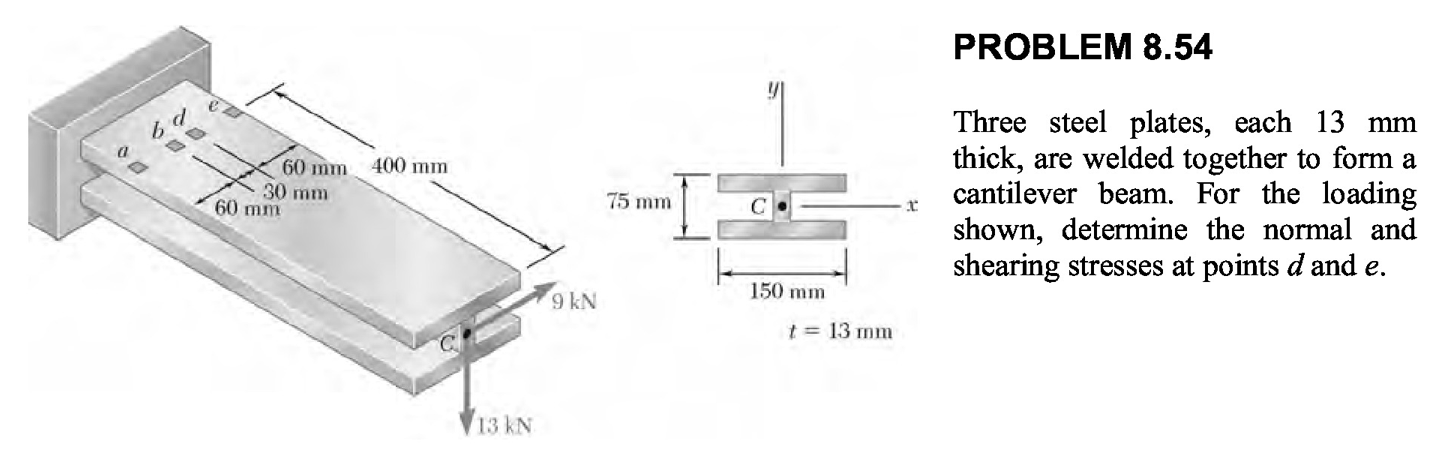 PROBLEM 8.54
Three steel plates, each 13 mm
thick, are welded together to form a
cantilever beam. For the loading
shown, determine the normal and
shearing stresses at points d and e.
a
b
d
e
60 mm
30 mm
60 mm
400 mm
9 kN
C
13 kN
y
75 mm
C
x
150 mm
t = 13 mm